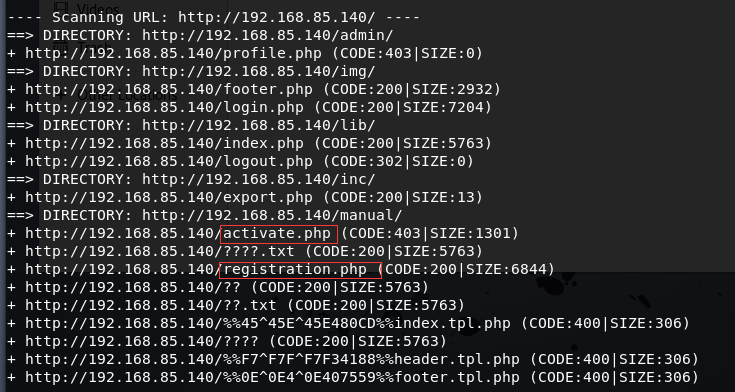 ---- Scanning URL: http://192.168.85.140/ ----
==> DIRECTORY: http://192.168.85.140/admin/
+ http://192.168.85.140/profile.php (CODE:403|SIZE:0)
==> DIRECTORY: http://192.168.85.140/img/
+ http://192.168.85.140/footer.php (CODE:200|SIZE:2932)
+ http://192.168.85.140/login.php (CODE:200|SIZE:7204)
==> DIRECTORY: http://192.168.85.140/lib/
+ http://192.168.85.140/index.php (CODE:200|SIZE:5763)
+ http://192.168.85.140/logout.php (CODE:302|SIZE:0)
==> DIRECTORY: http://192.168.85.140/inc/
+ http://192.168.85.140/export.php (CODE:200|SIZE:13)
==> DIRECTORY: http://192.168.85.140/manual/
+ http://192.168.85.140/activate.php (CODE:403|SIZE:1301)
+ http://192.168.85.140/????.txt (CODE:200|SIZE:5763)
+ http://192.168.85.140/registration.php (CODE:200|SIZE:6844)
+ http://192.168.85.140/?? (CODE:200|SIZE:5763)
+ http://192.168.85.140/??.txt (CODE:200|SIZE:5763)
+ http://192.168.85.140/%%45^45E^45E480CD%%index.tpl.php (CODE:400|SIZE:306)
+ http://192.168.85.140/???? (CODE:200|SIZE:5763)
+ http://192.168.85.140/%%F7^F7F^F7F34188%%header.tpl.php (CODE:400|SIZE:306)
+ http://192.168.85.140/%%0E^0E4^0E407559%%footer.tpl.php (CODE:400|SIZE:306)